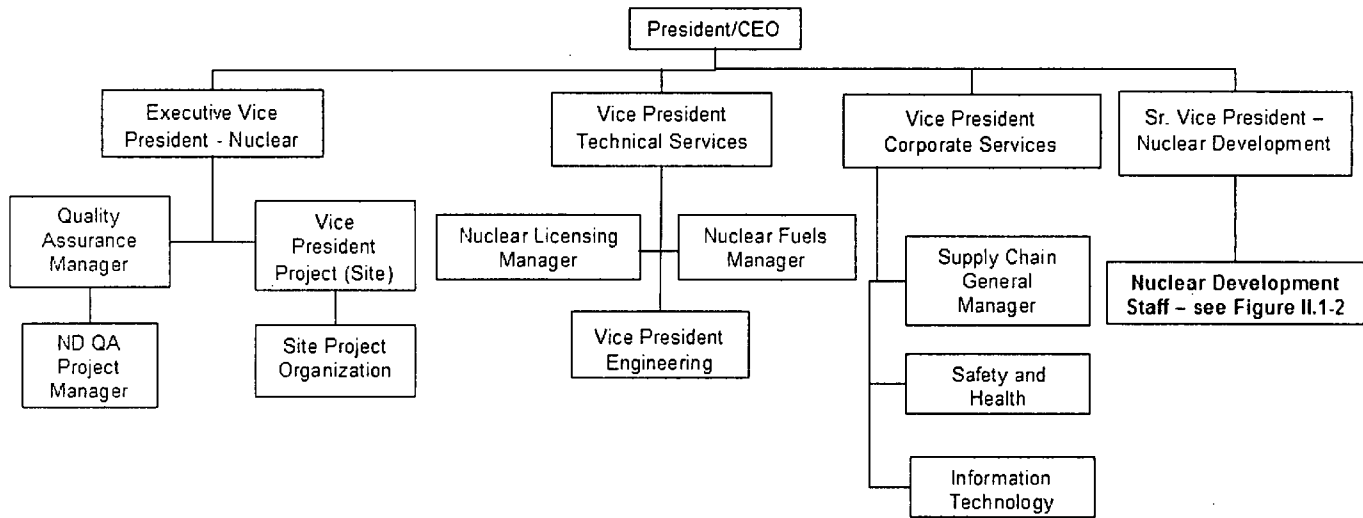 President/CEO
Executive Vice
President - Nuclear
Vice President
Technical Services
Vice President
Corporate Services
Sr. Vice President –
Nuclear Development
Quality
Assurance
Manager
Vice
President
Project (Site)
Nuclear Licensing
Manager
Nuclear Fuels
Manager
Supply Chain
General
Manager
Nuclear Development
Staff – see Figure II.1-2
ND QA
Project
Manager
Site Project
Organization
Vice President
Engineering
Safety and
Health
Information
Technology